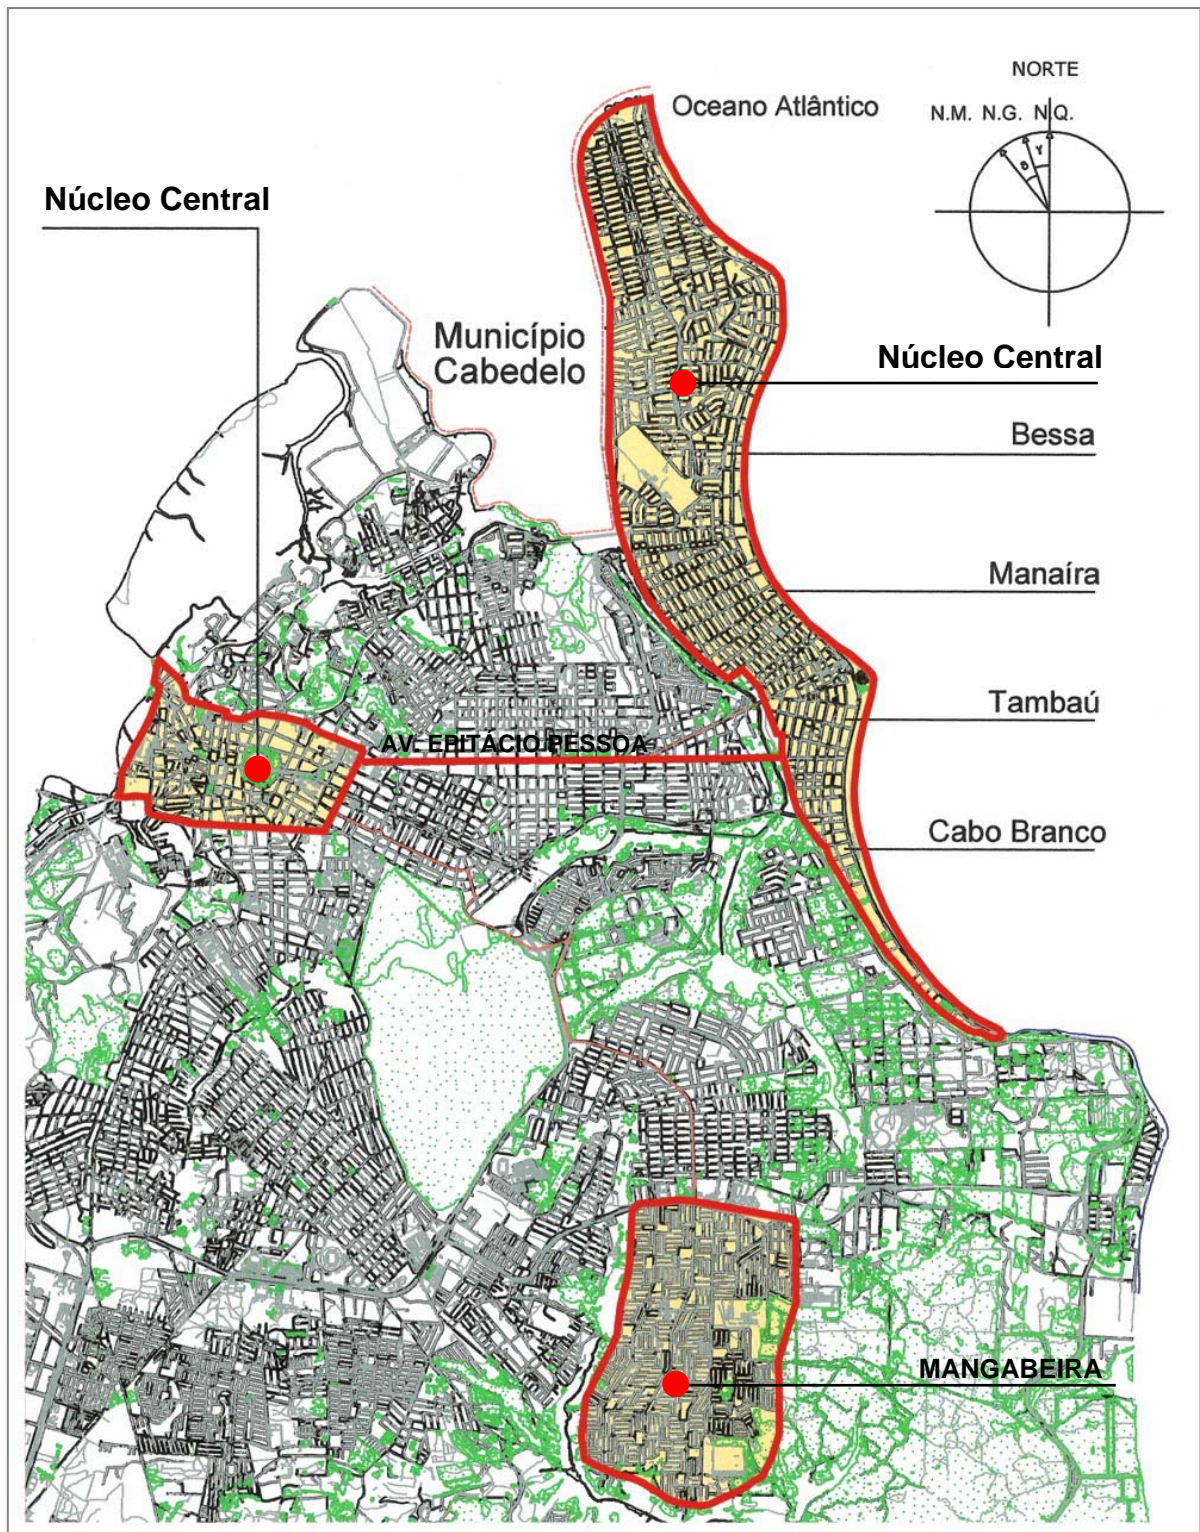 NORTE
Oceano Atlântico
N.M. N.G. N.Q.
γ
δ
Núcleo Central
Município
Cabedelo
Núcleo Central
Bessa
Manaíra
Tambaú
AV. EPITÁCIO PESSOA
Cabo Branco
MANGABEIRA